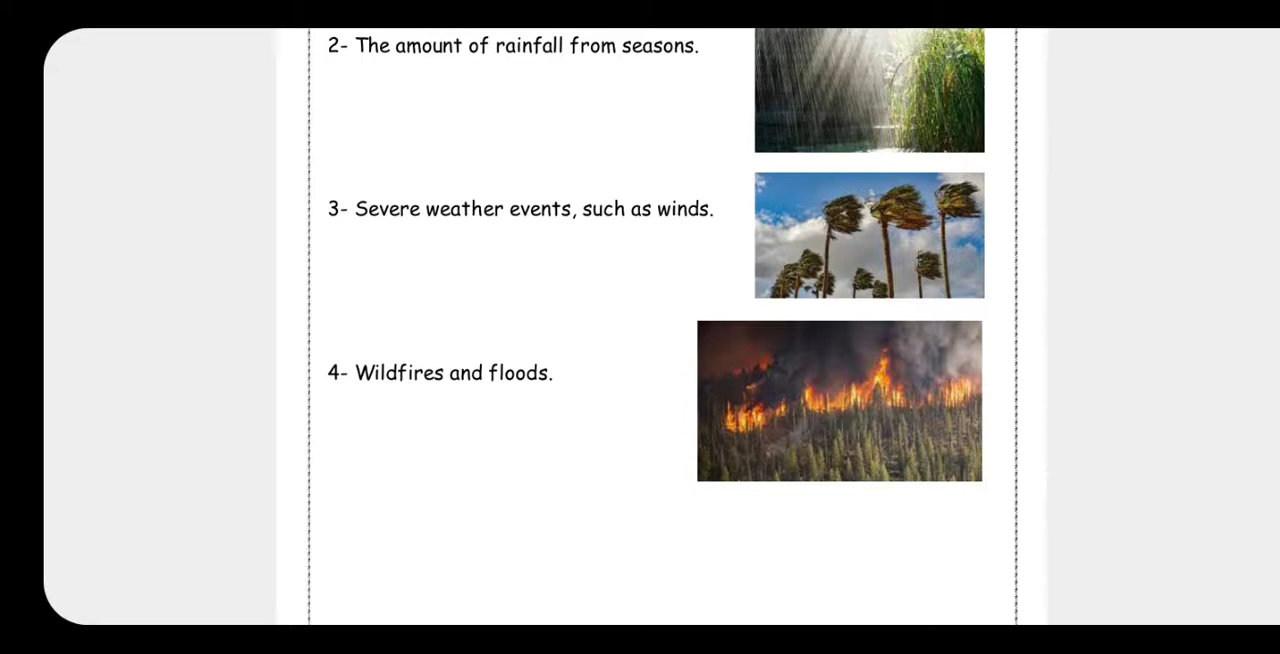 2- The amount of rainfall from seasons.
3- Severe weather events, such as winds.
4- Wildfires and floods.